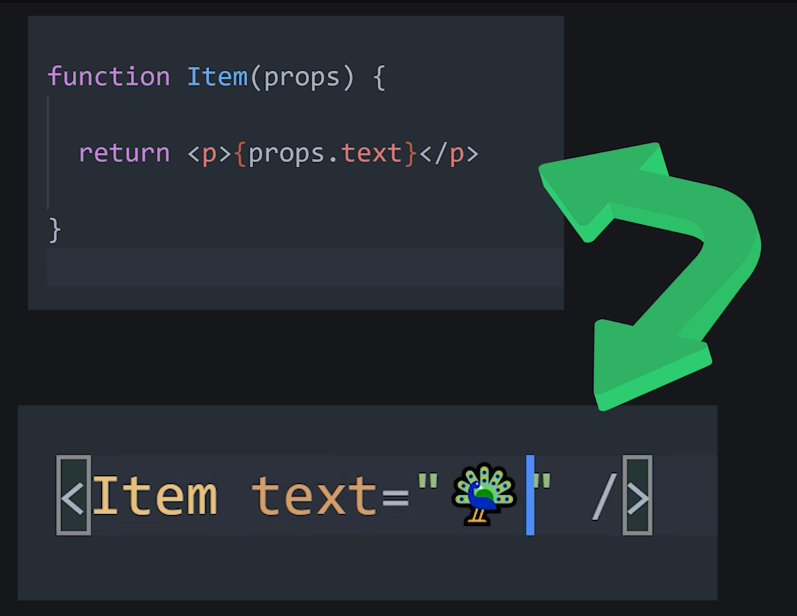 function Item(props) {
return <p>{props.text}</p>
}
<Item text="🦚" />